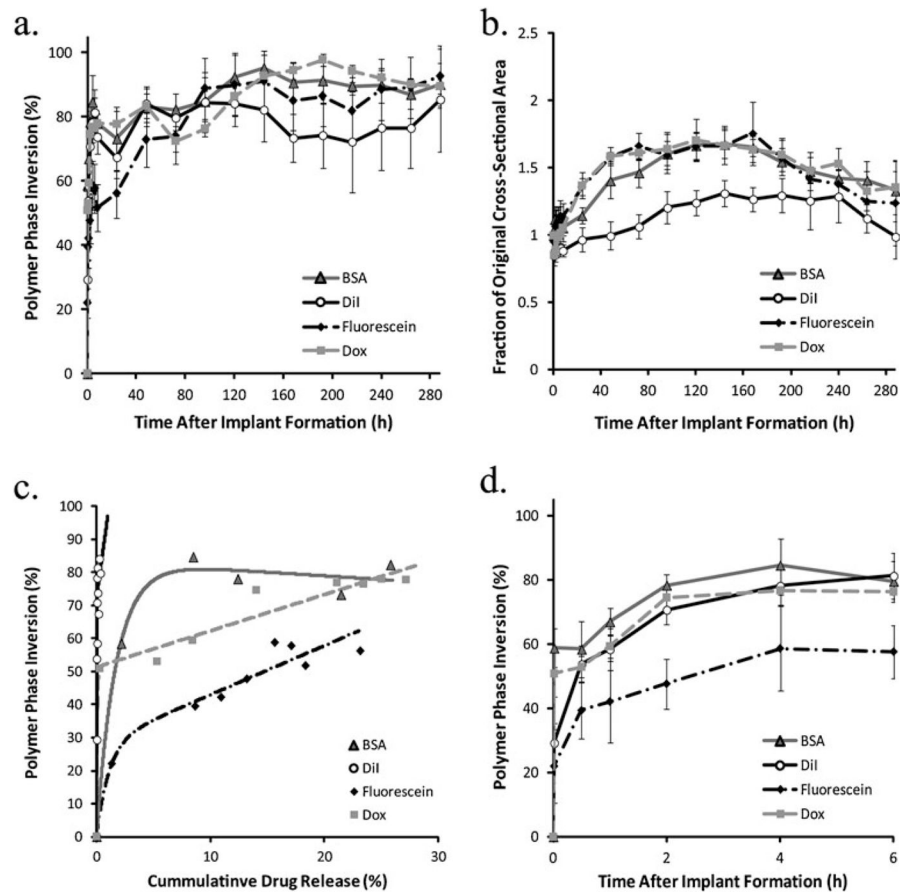 a.
Polymer Phase Inversion (%)
100
80
60
40
20
0
0 40 80 120 160 200 240 280
Time After Implant Formation (h)
BSA
DiI
Fluorescein
Dox
b.
Fraction of Original Cross-Sectional Area
2.5
2
1.5
1
0.5
0
0 40 80 120 160 200 240 280
Time After Implant Formation (h)
BSA
DiI
Fluorescein
Dox
c.
Polymer Phase Inversion (%)
100
90
80
70
60
50
40
30
20
10
0
0 10 20 30
Cummulatinve Drug Release (%)
BSA
DiI
Fluorescein
Dox
d.
Polymer Phase Inversion (%)
100
80
60
40
20
0
0 2 4 6
Time After Implant Formation (h)
BSA
DiI
Fluorescein
Dox